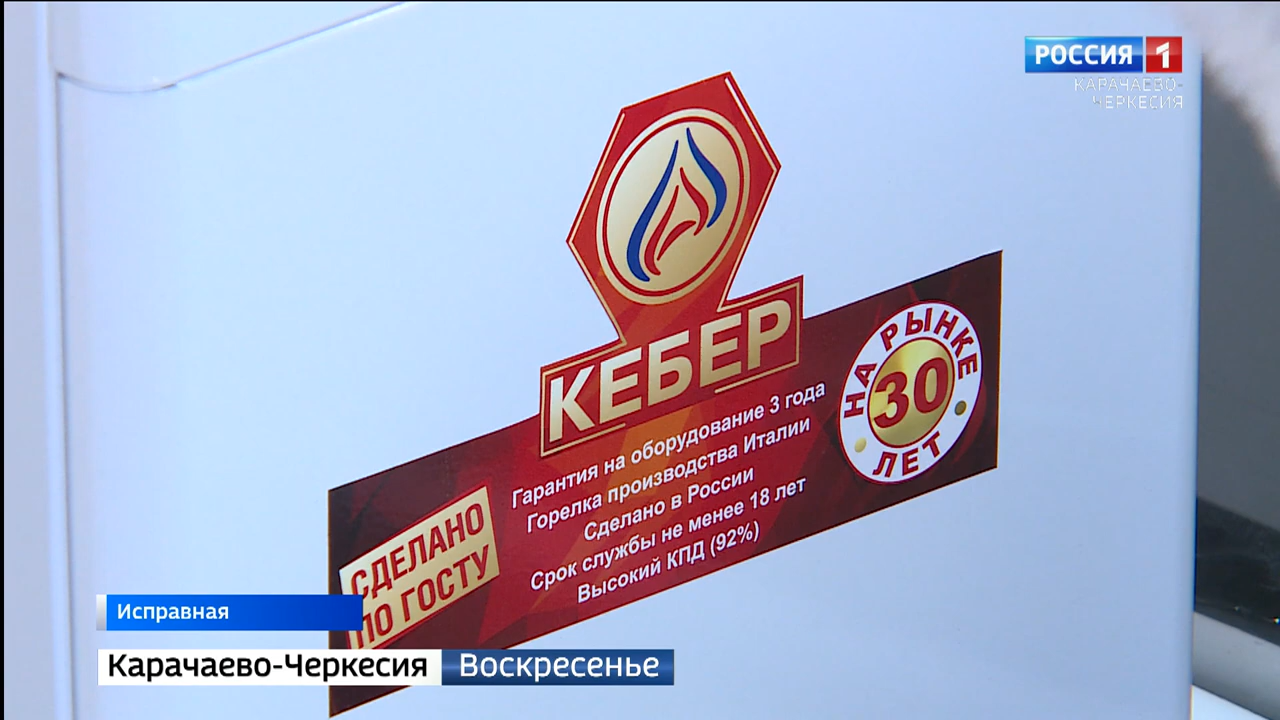 РОССИЯ 1
КАРАЧАЕВО-
ЧЕРКЕСИЯ
КЕБЕР
НА РЫНКЕ
30
ЛЕТ
Гарантия на оборудование 3 года
Горелка производства Италии
Сделано в России
Срок службы не менее 18 лет
Высокий КПД (92%)
СДЕЛАНО
ПО ГОСТУ
Исправная
Карачаево-Черкесия Воскресенье